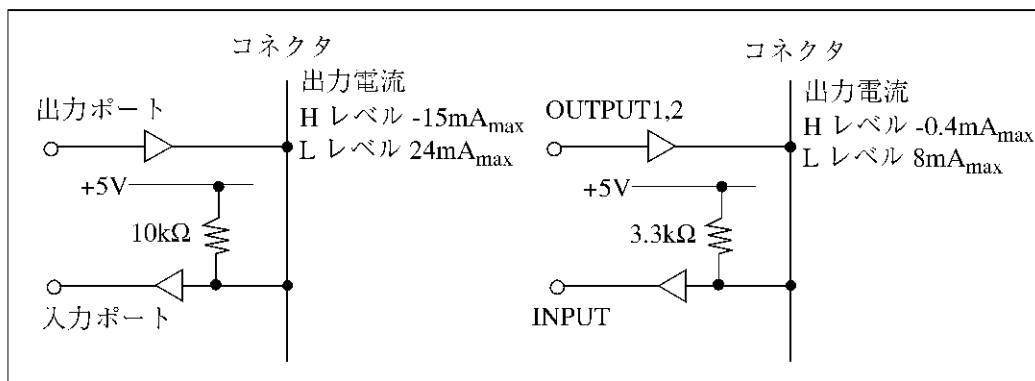 コネクタ
出力電流
出力ポート
H レベル -15mAmax
L レベル 24mAmax
+5V
10kΩ
入力ポート
コネクタ
出力電流
OUTPUT1,2
H レベル -0.4mAmax
L レベル 8mAmax
+5V
3.3kΩ
INPUT